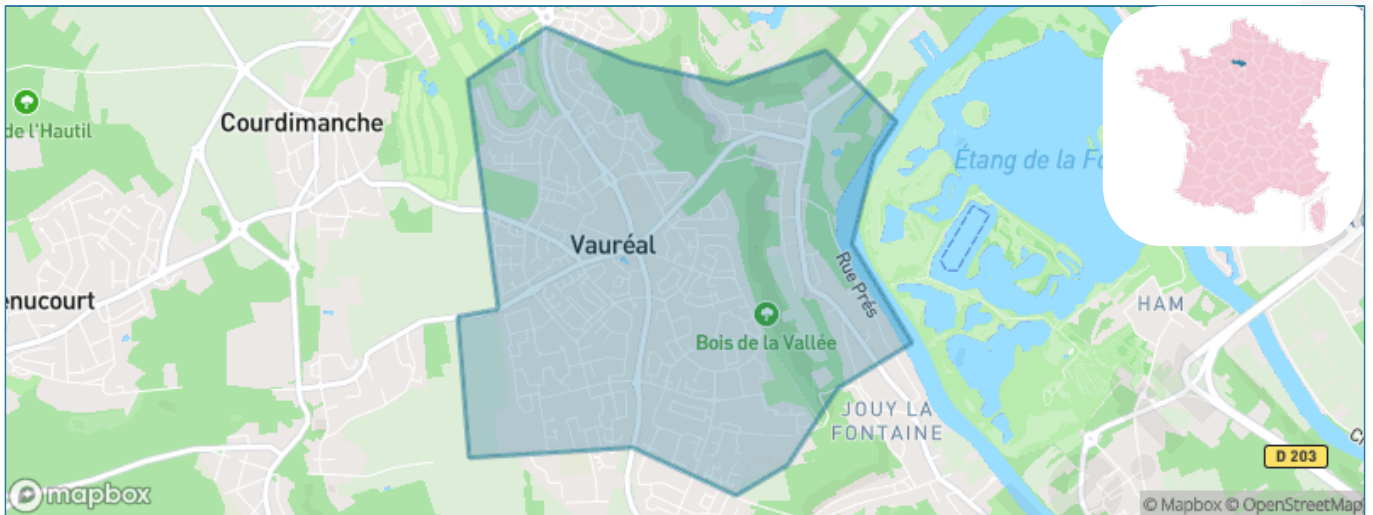 de l'Hautil
Courdimanche
Étang de la Fo
Vauréal
Rue Prés
enucourt
HAM
Bois de la Vallée
JOUY LA
FONTAINE
D 203
mapbox
© Mapbox © OpenStreetMap